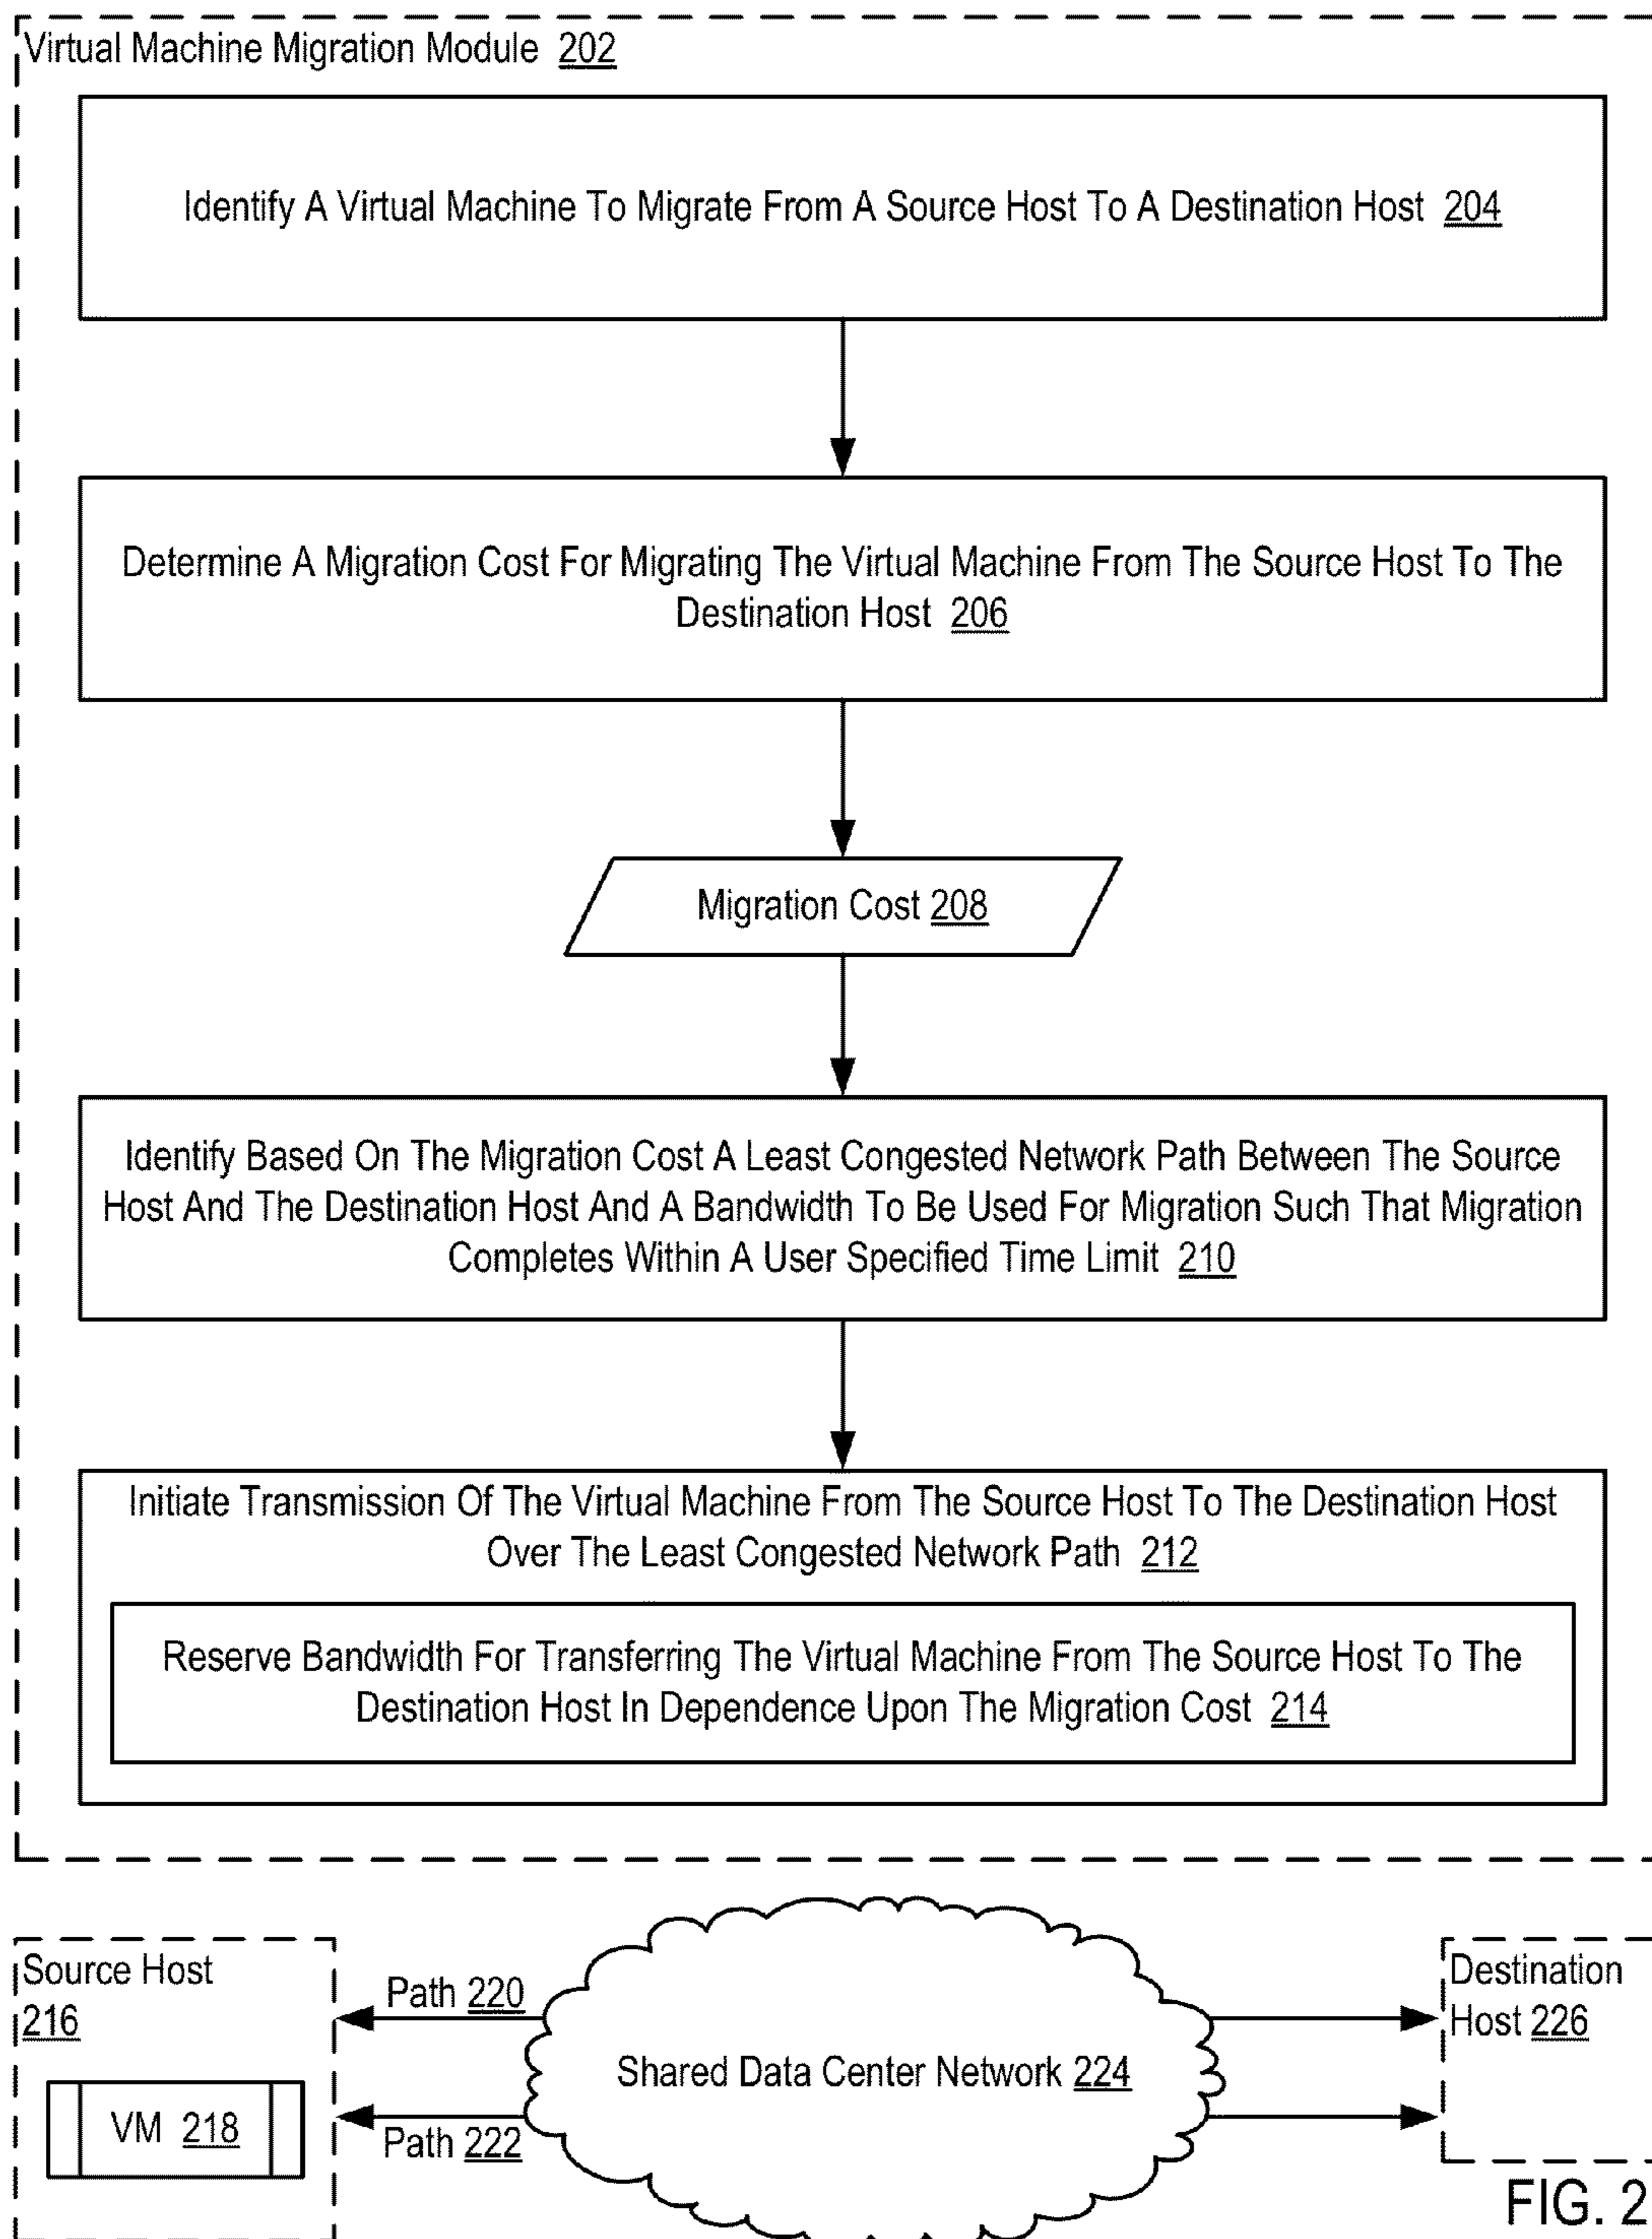 Virtual Machine Migration Module 202
Identify A Virtual Machine To Migrate From A Source Host To A Destination Host 204
Determine A Migration Cost For Migrating The Virtual Machine From The Source Host To The
Destination Host 206
Migration Cost 208
Identify Based On The Migration Cost A Least Congested Network Path Between The Source
Host And The Destination Host And A Bandwidth To Be Used For Migration Such That Migration
Completes Within A User Specified Time Limit 210
Initiate Transmission Of The Virtual Machine From The Source Host To The Destination Host
Over The Least Congested Network Path 212
Reserve Bandwidth For Transferring The Virtual Machine From The Source Host To The
Destination Host In Dependence Upon The Migration Cost 214
Source Host
216
VM 218
Path 220
Path 222
Shared Data Center Network 224
Destination
Host 226
FIG. 2